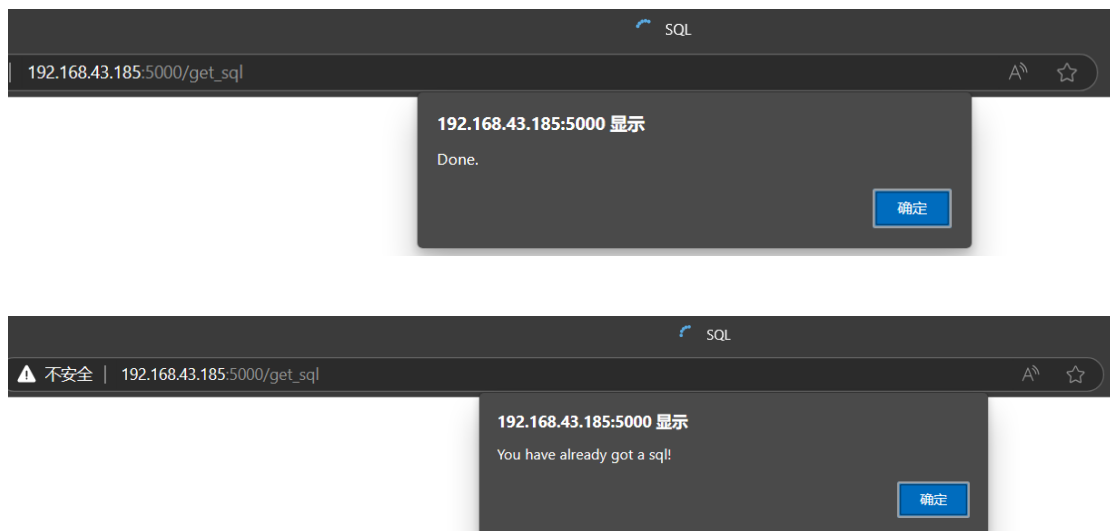 SQL
192.168.43.185:5000/get_sql
192.168.43.185:5000 显示
Done.
确定
SQL
不安全 | 192.168.43.185:5000/get_sql
192.168.43.185:5000 显示
You have already got a sql!
确定